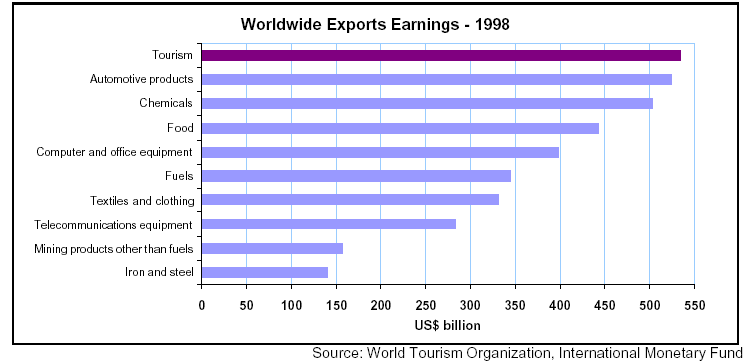 Worldwide Exports Earnings - 1998
Tourism
Automotive products
Chemicals
Food
Computer and office equipment
Fuels
Textiles and clothing
Telecommunications equipment
Mining products other than fuels
Iron and steel
0 50 100 150 200 250 300 350 400 450 500 550
US$ billion
Source: World Tourism Organization, International Monetary Fund